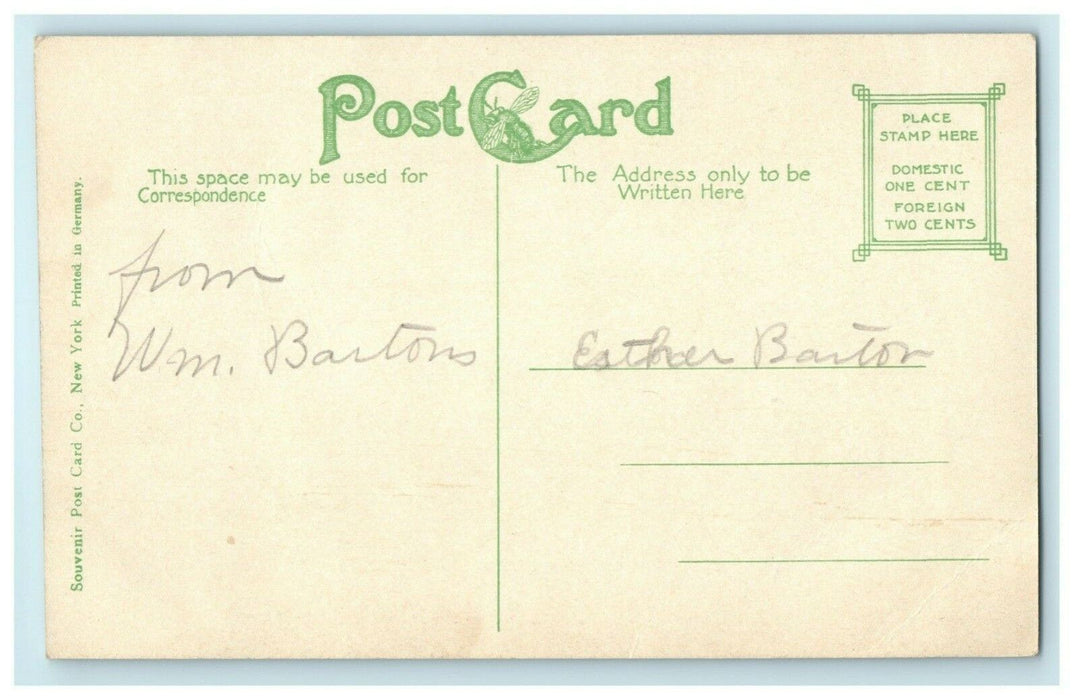 Post Card
This space may be used for
Correspondence
The Address only to be
Written Here
PLACE
STAMP HERE
DOMESTIC
ONE CENT
FOREIGN
TWO CENTS
from
Wm. Bartons
Esther Barton
Souvenir Post Card Co., New York Printed in Germany.